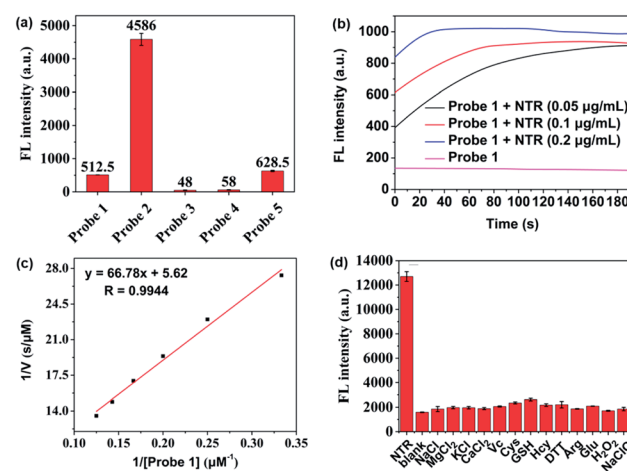 (a)
FL intensity (a.u.)
5000
4000
3000
2000
1000
0
512.5
4586
48
58
628.5
Probe 1
Probe 2
Probe 3
Probe 4
Probe 5
(b)
FL intensity (a.u.)
1000
800
600
400
200
0
Probe 1 + NTR (0.05 µg/mL)
Probe 1 + NTR (0.1 µg/mL)
Probe 1 + NTR (0.2 µg/mL)
Probe 1
0 20 40 60 80 100 120 140 160 180
Time (s)
(c)
y = 66.78x + 5.62
R = 0.9944
1/V (s/µM)
28.0
24.5
21.0
17.5
14.0
0.10 0.15 0.20 0.25 0.30 0.35
1/[Probe 1] (µM⁻¹)
(d)
FL intensity (a.u.)
14000
12000
10000
8000
6000
4000
2000
0
NTR
blank
NaCl
MgCl₂
KCl
CaCl₂
Vc
Cys
GSH
Hcy
DTT
Arg
Glu
H₂O₂